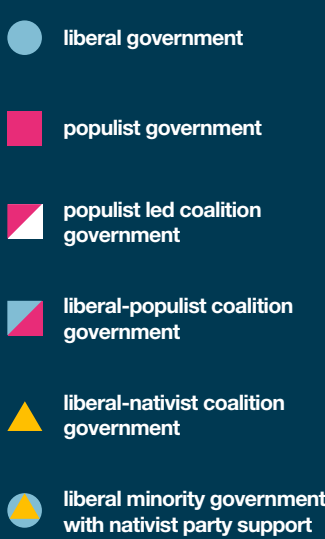 liberal government
populist government
populist led coalition
government
liberal-populist coalition
government
liberal-nativist coalition
government
liberal minority government
with nativist party support